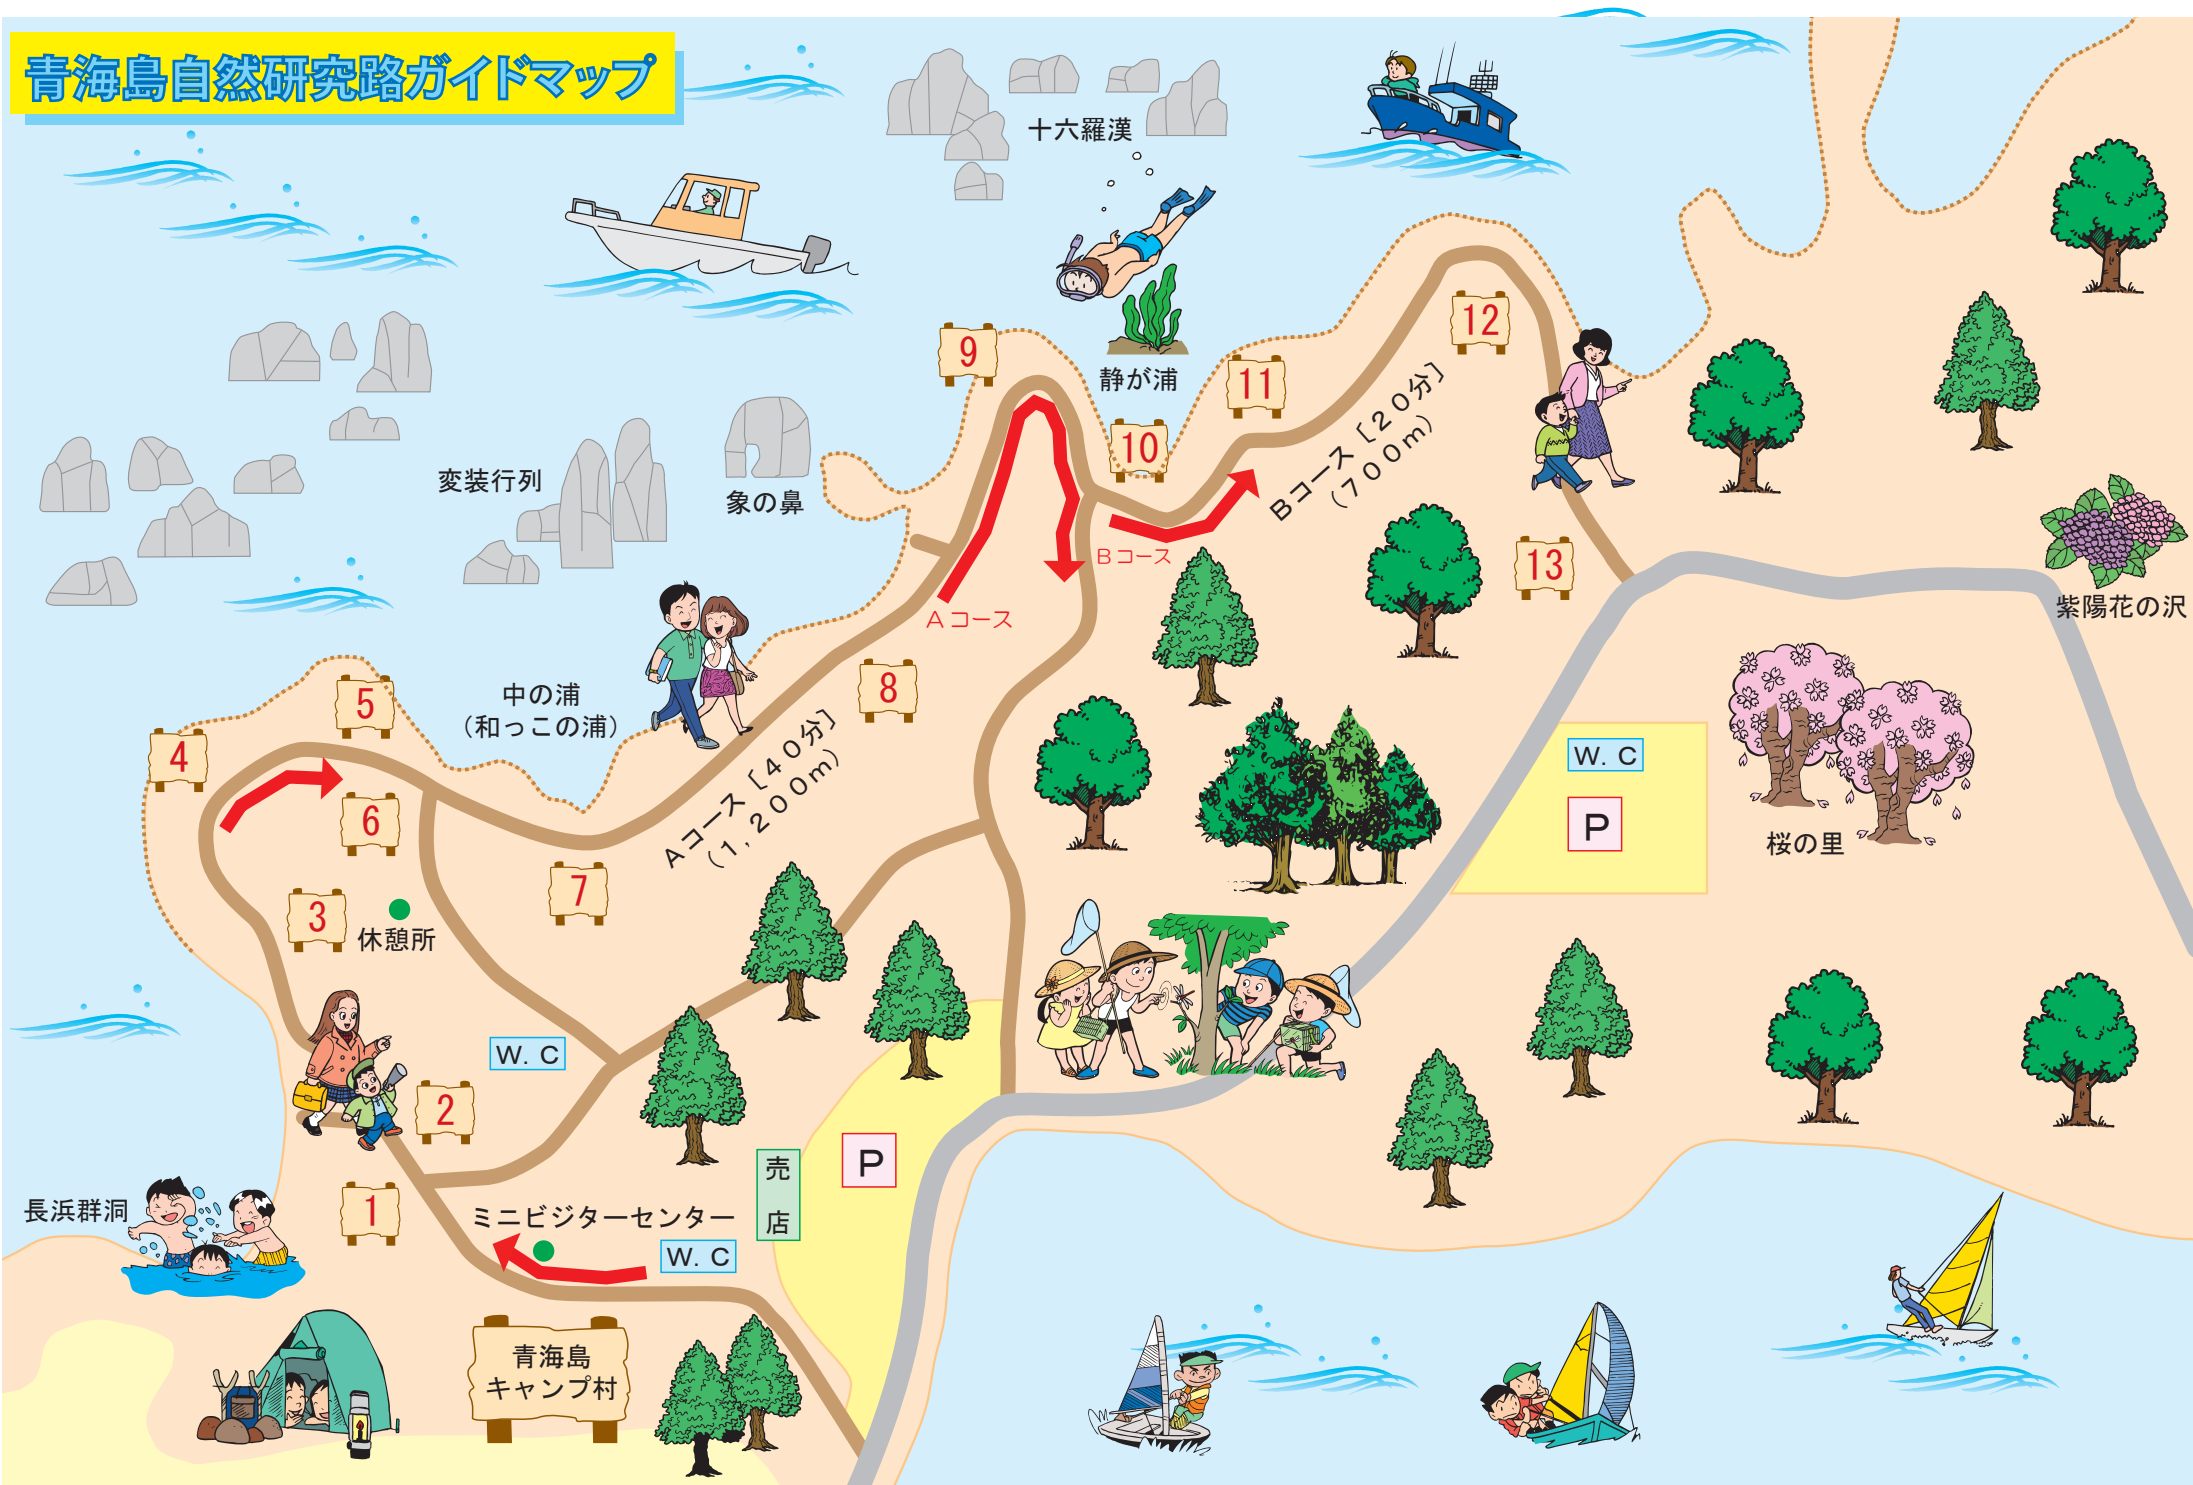 青海島自然研究路ガイドマップ
十六羅漢
静が浦
変装行列
象の鼻
中の浦
(和っこの浦)
9
10
11
12
13
Bコース [20分]
(700m)
Bコース
Aコース
紫陽花の沢
4
5
6
7
8
Aコース [40分]
(1,200m)
W.C
P
桜の里
3
休憩所
W.C
2
長浜群洞
1
ミニビジターセンター
W.C
売店
P
青海島
キャンプ村